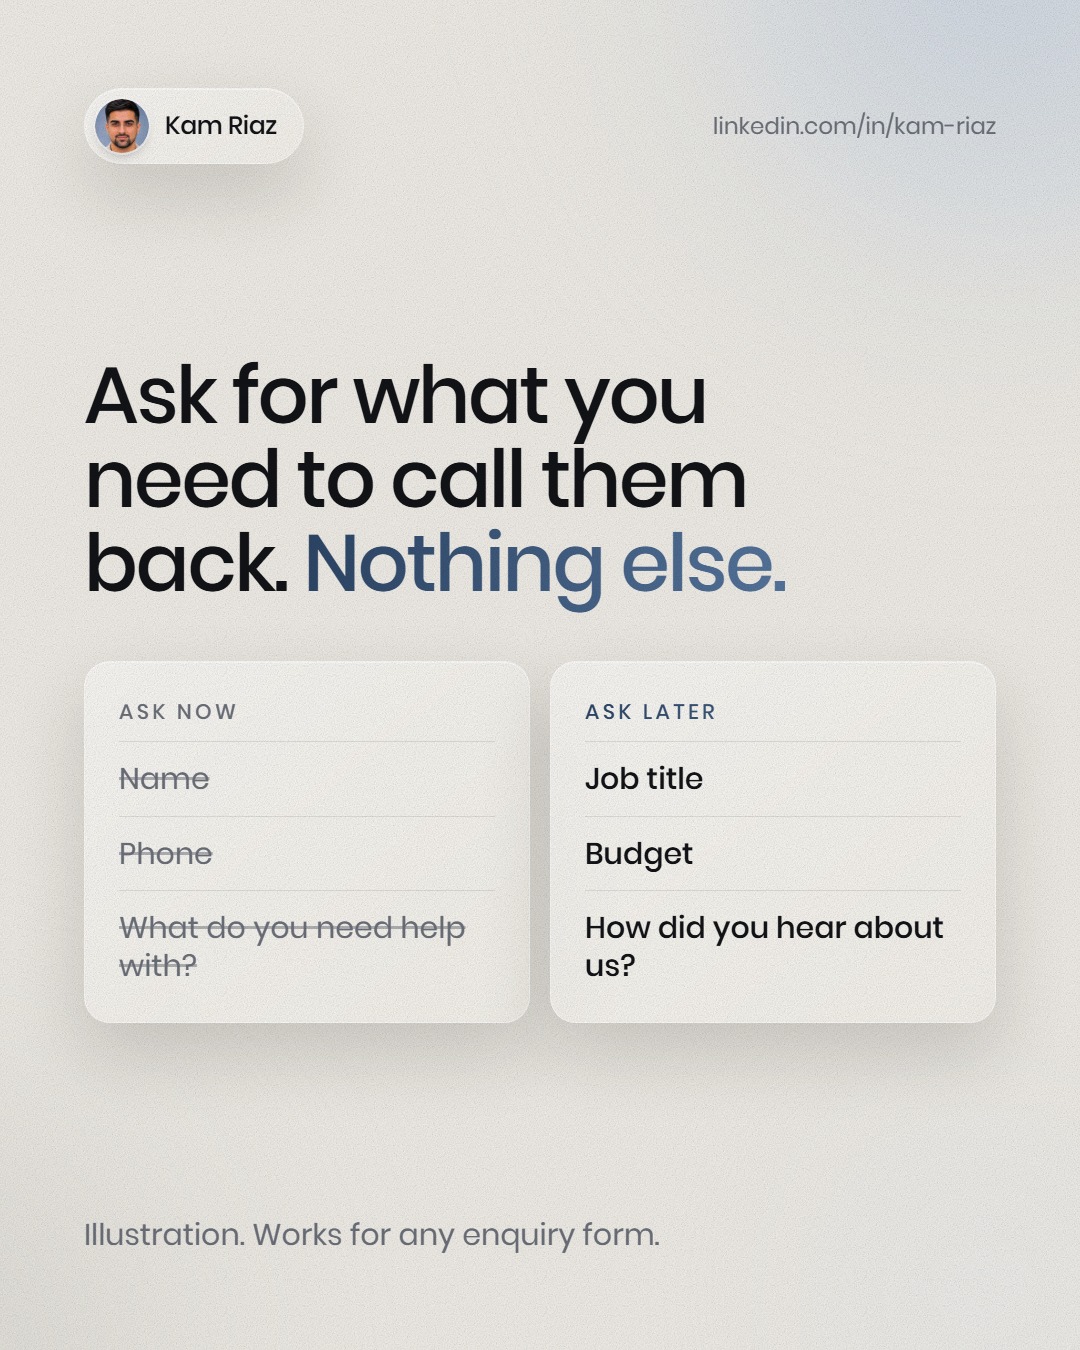 Kam Riaz
linkedin.com/in/kam-riaz
Ask for what you
need to call them
back. Nothing else.
ASK NOW
Name
Phone
What do you need help
with?
ASK LATER
Job title
Budget
How did you hear about
us?
Illustration. Works for any enquiry form.